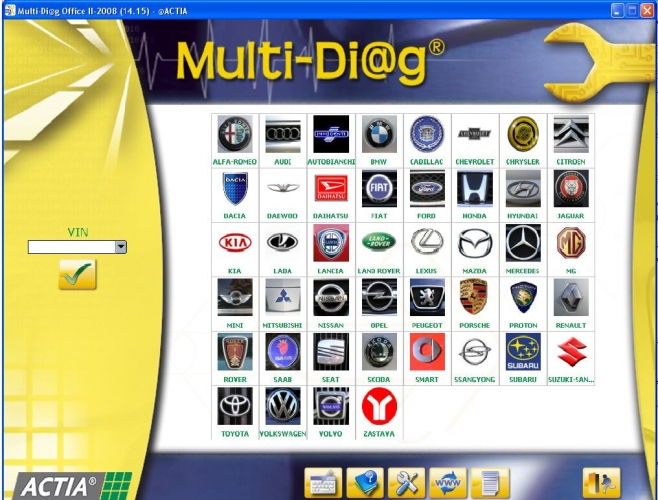 Multi-Di@g Office II-2008 (14.15) - @ACTIA
Multi-Di@g®
ALFA-ROMEO AUDI AUTOBIANCHI BMW CADILLAC CHEVROLET CHRYSLER CITROEN
DACIA DAEWOO DAIHATSU FIAT FORD HONDA HYUNDAI JAGUAR
VIN
KIA LADA LANCIA LAND ROVER LEXUS MAZDA MERCEDES MG
MINI MITSUBISHI NISSAN OPEL PEUGEOT PORSCHE PROTON RENAULT
ROVER SAAB SEAT SKODA SMART SSANGYONG SUBARU SUZUKI-SAN...
TOYOTA VOLKSWAGEN VOLVO ZASTAVA
ACTIA®
www